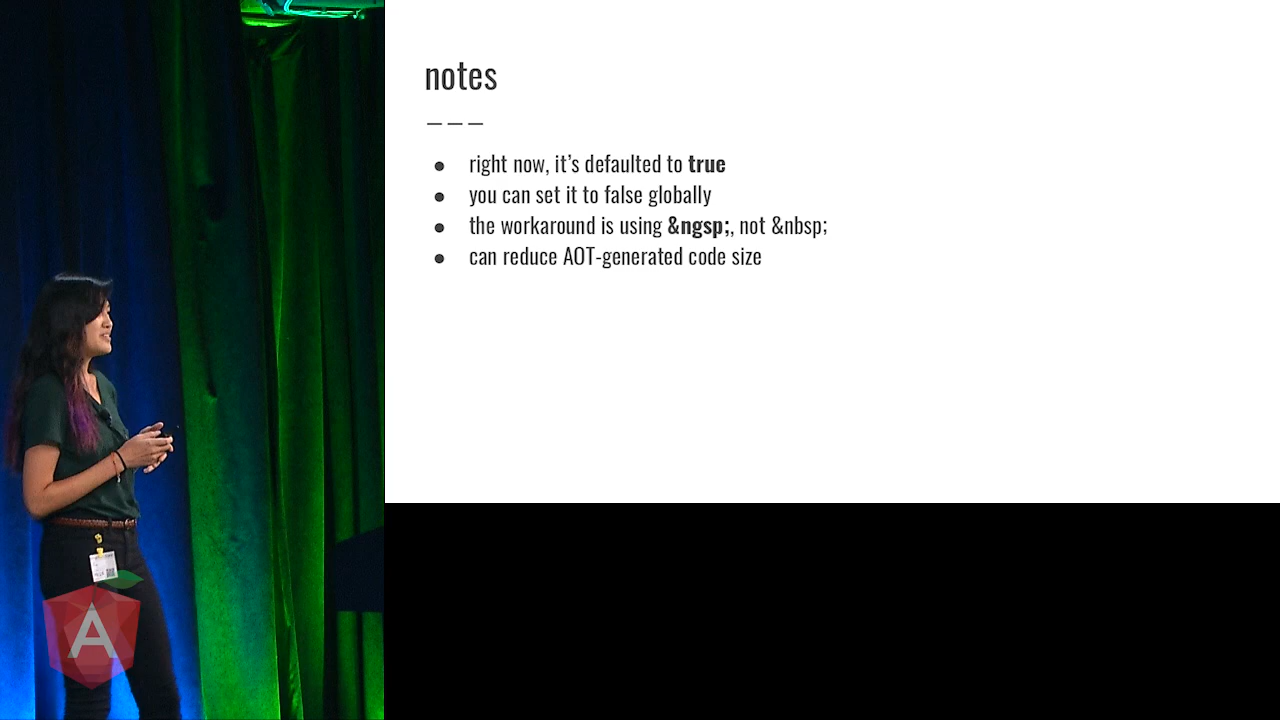 notes
● right now, it's defaulted to true
● you can set it to false globally
● the workaround is using &ngsp;, not &nbsp;
● can reduce AOT-generated code size
A